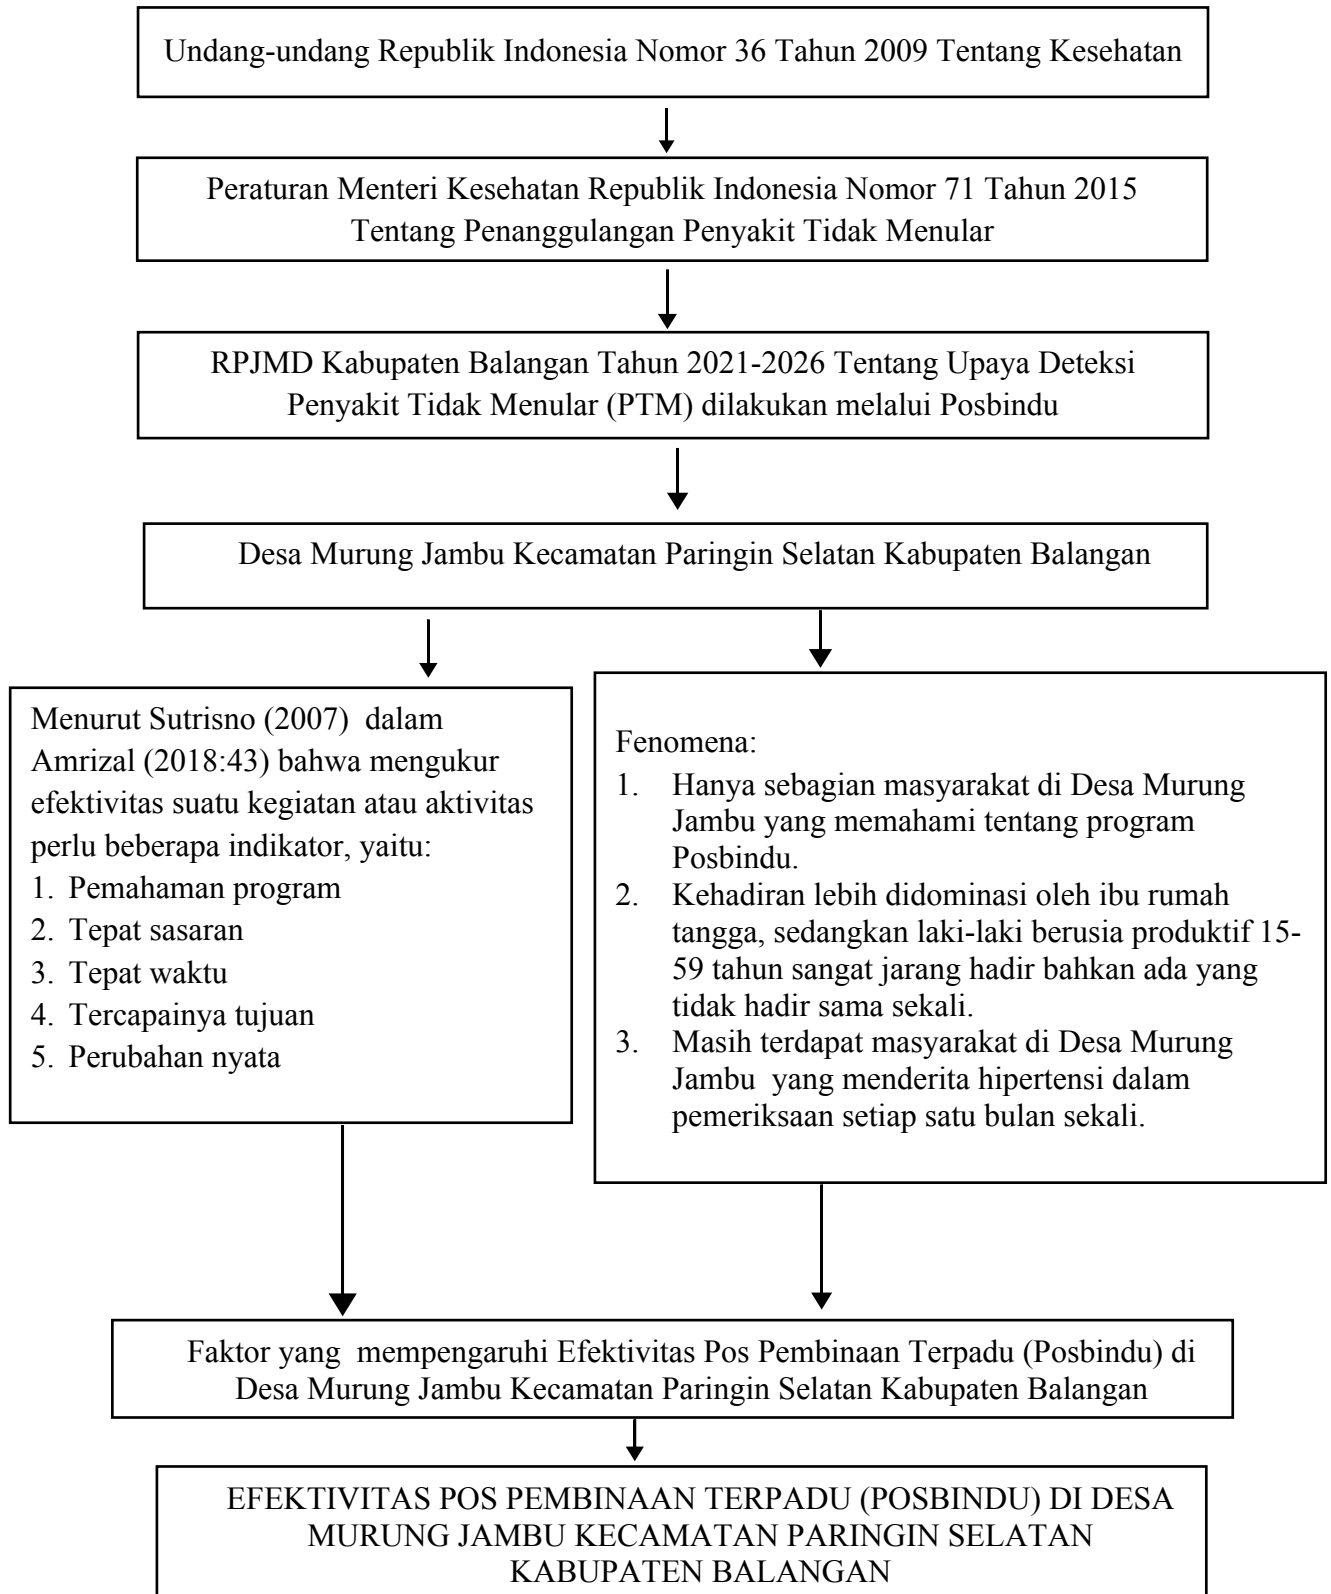 Undang-undang Republik Indonesia Nomor 36 Tahun 2009 Tentang Kesehatan
Peraturan Menteri Kesehatan Republik Indonesia Nomor 71 Tahun 2015
Tentang Penanggulangan Penyakit Tidak Menular
RPJMD Kabupaten Balangan Tahun 2021-2026 Tentang Upaya Deteksi
Penyakit Tidak Menular (PTM) dilakukan melalui Posbindu
Desa Murung Jambu Kecamatan Paringin Selatan Kabupaten Balangan
Menurut Sutrisno (2007) dalam
Amrizal (2018:43) bahwa mengukur
efektivitas suatu kegiatan atau aktivitas
perlu beberapa indikator, yaitu:
1. Pemahaman program
2. Tepat sasaran
3. Tepat waktu
4. Tercapainya tujuan
5. Perubahan nyata
Fenomena:
1. Hanya sebagian masyarakat di Desa Murung
Jambu yang memahami tentang program
Posbindu.
2. Kehadiran lebih didominasi oleh ibu rumah
tangga, sedangkan laki-laki berusia produktif 15-
59 tahun sangat jarang hadir bahkan ada yang
tidak hadir sama sekali.
3. Masih terdapat masyarakat di Desa Murung
Jambu yang menderita hipertensi dalam
pemeriksaan setiap satu bulan sekali.
Faktor yang mempengaruhi Efektivitas Pos Pembinaan Terpadu (Posbindu) di
Desa Murung Jambu Kecamatan Paringin Selatan Kabupaten Balangan
EFEKTIVITAS POS PEMBINAAN TERPADU (POSBINDU) DI DESA
MURUNG JAMBU KECAMATAN PARINGIN SELATAN
KABUPATEN BALANGAN